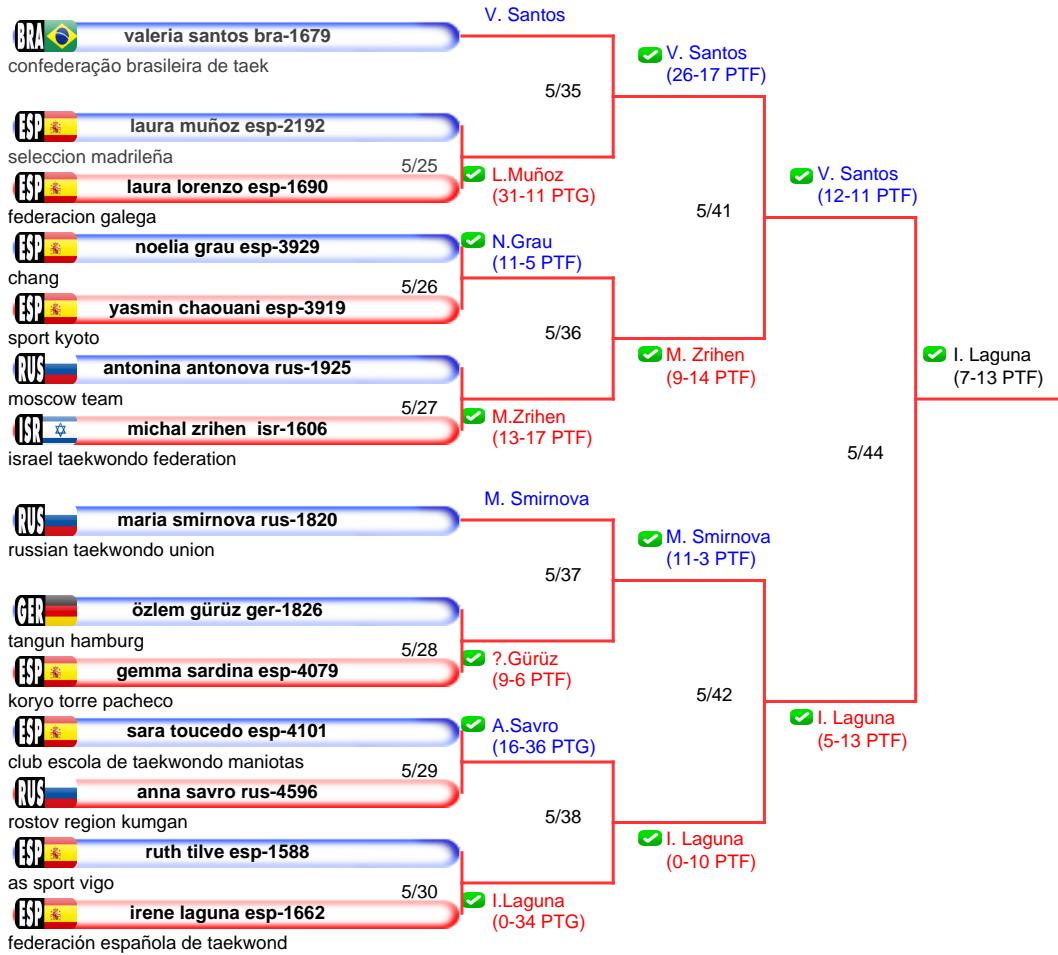 V. Santos
BRA valeria santos bra-1679
confederação brasileira de taek
V. Santos
(26-17 PTF)
5/35
ESP laura muñoz esp-2192
seleccion madrileña
5/25
L.Muñoz
(31-11 PTG)
ESP laura lorenzo esp-1690
federacion galega
V. Santos
(12-11 PTF)
5/41
ESP noelia grau esp-3929
chang
N.Grau
(11-5 PTF)
5/26
ESP yasmin chaouani esp-3919
sport kyoto
5/36
RUS antonina antonova rus-1925
moscow team
M. Zrihen
(9-14 PTF)
5/27
ISR michal zrihen isr-1606
israel taekwondo federation
M.Zrihen
(13-17 PTF)
I. Laguna
(7-13 PTF)
5/44
M. Smirnova
RUS maria smirnova rus-1820
russian taekwondo union
M. Smirnova
(11-3 PTF)
5/37
GER özlem gürüz ger-1826
tangun hamburg
5/28
?.Gürüz
(9-6 PTF)
ESP gemma sardina esp-4079
koryo torre pacheco
5/42
ESP sara toucedo esp-4101
club escola de taekwondo maniotas
A.Savro
(16-36 PTG)
I. Laguna
(5-13 PTF)
5/29
RUS anna savro rus-4596
rostov region kumgan
5/38
ESP ruth tilve esp-1588
as sport vigo
I. Laguna
(0-10 PTF)
5/30
ESP irene laguna esp-1662
federación española de taekwond
I.Laguna
(0-34 PTG)